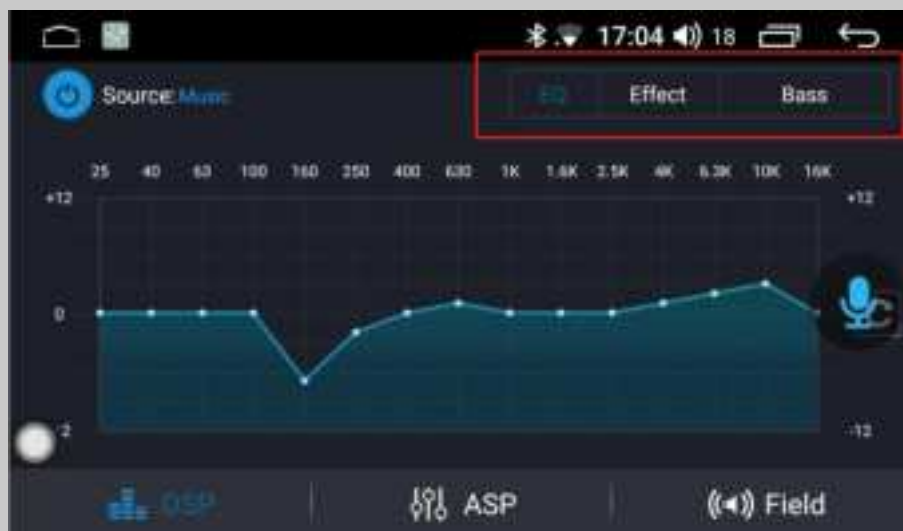 17:04 18
Source: Music
EQ Effect Bass
25 40 63 100 160 250 400 630 1K 1.6K 2.5K 4K 6.3K 10K 16K
+12 +12
0
-12
DSP ASP Field